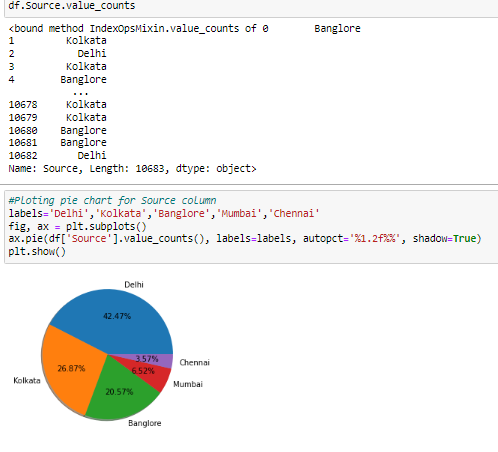 df.Source.value_counts
<bound method IndexOpsMixin.value_counts of 0        Banglore
1        Kolkata
2        Delhi
3        Kolkata
4        Banglore
...
10678    Kolkata
10679    Kolkata
10680    Banglore
10681    Banglore
10682    Delhi
Name: Source, Length: 10683, dtype: object>
#PLoting pie chart for Source column
labels='Delhi','Kolkata','Banglore','Mumbai','Chennai'
fig, ax = plt.subplots()
ax.pie(df['Source'].value_counts(), labels=labels, autopct='%1.2f%%', shadow=True)
plt.show()
Delhi
42.47%
3.57%
Chennai
26.87%
6.52%
Kolkata
Mumbai
20.57%
Banglore